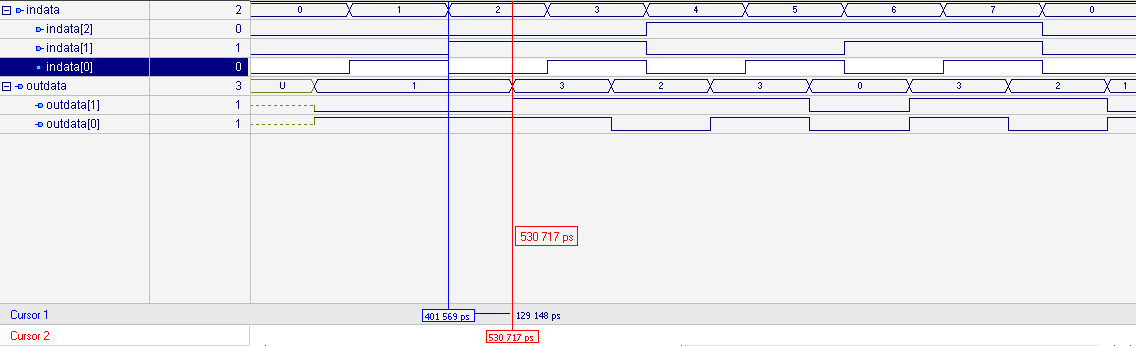 indata 2 0 1 2 3 4 5 6 7 0
indata[2] 0
indata[1] 1
indata[0] 0
outdata 3 U 1 3 2 3 0 3 2 1
outdata[1] 1
outdata[0] 1
530 717 ps
Cursor 1 401 569 ps 129 148 ps
Cursor 2 530 717 ps